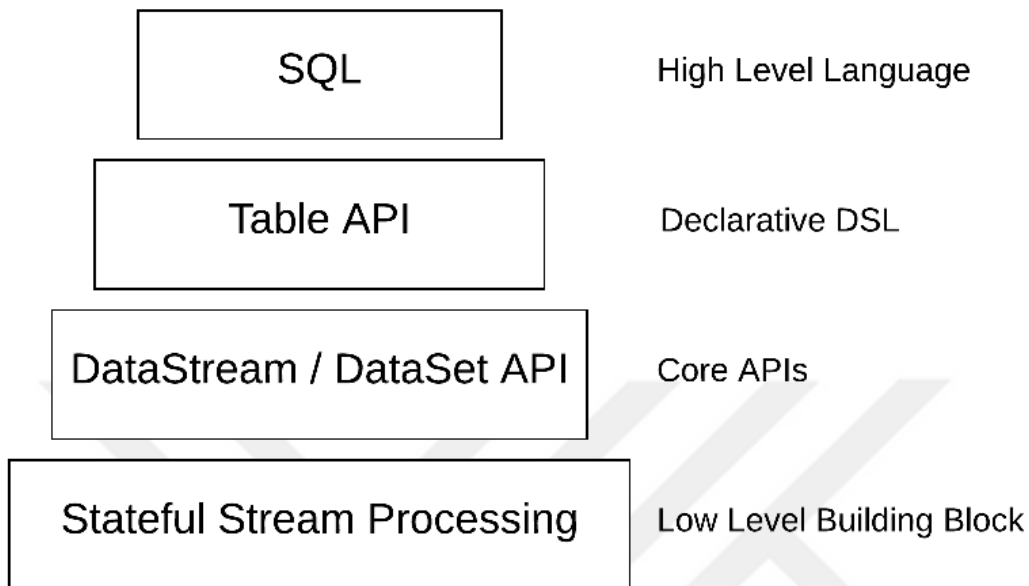 SQL
High Level Language
Table API
Declarative DSL
DataStream / DataSet API
Core APIs
Stateful Stream Processing
Low Level Building Block